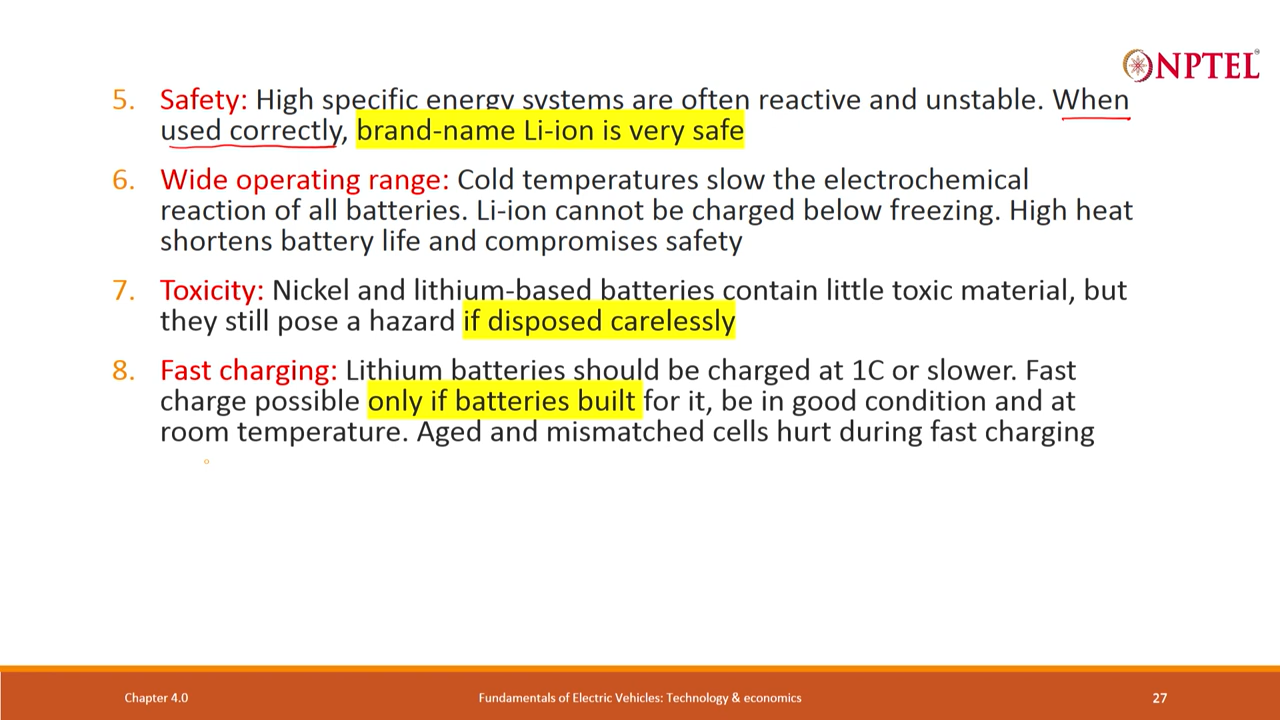 NPTEL
5. Safety: High specific energy systems are often reactive and unstable. When
used correctly, brand-name Li-ion is very safe
6. Wide operating range: Cold temperatures slow the electrochemical
reaction of all batteries. Li-ion cannot be charged below freezing. High heat
shortens battery life and compromises safety
7. Toxicity: Nickel and lithium-based batteries contain little toxic material, but
they still pose a hazard if disposed carelessly
8. Fast charging: Lithium batteries should be charged at 1C or slower. Fast
charge possible only if batteries built for it, be in good condition and at
room temperature. Aged and mismatched cells hurt during fast charging
Chapter 4.0
Fundamentals of Electric Vehicles: Technology & economics
27